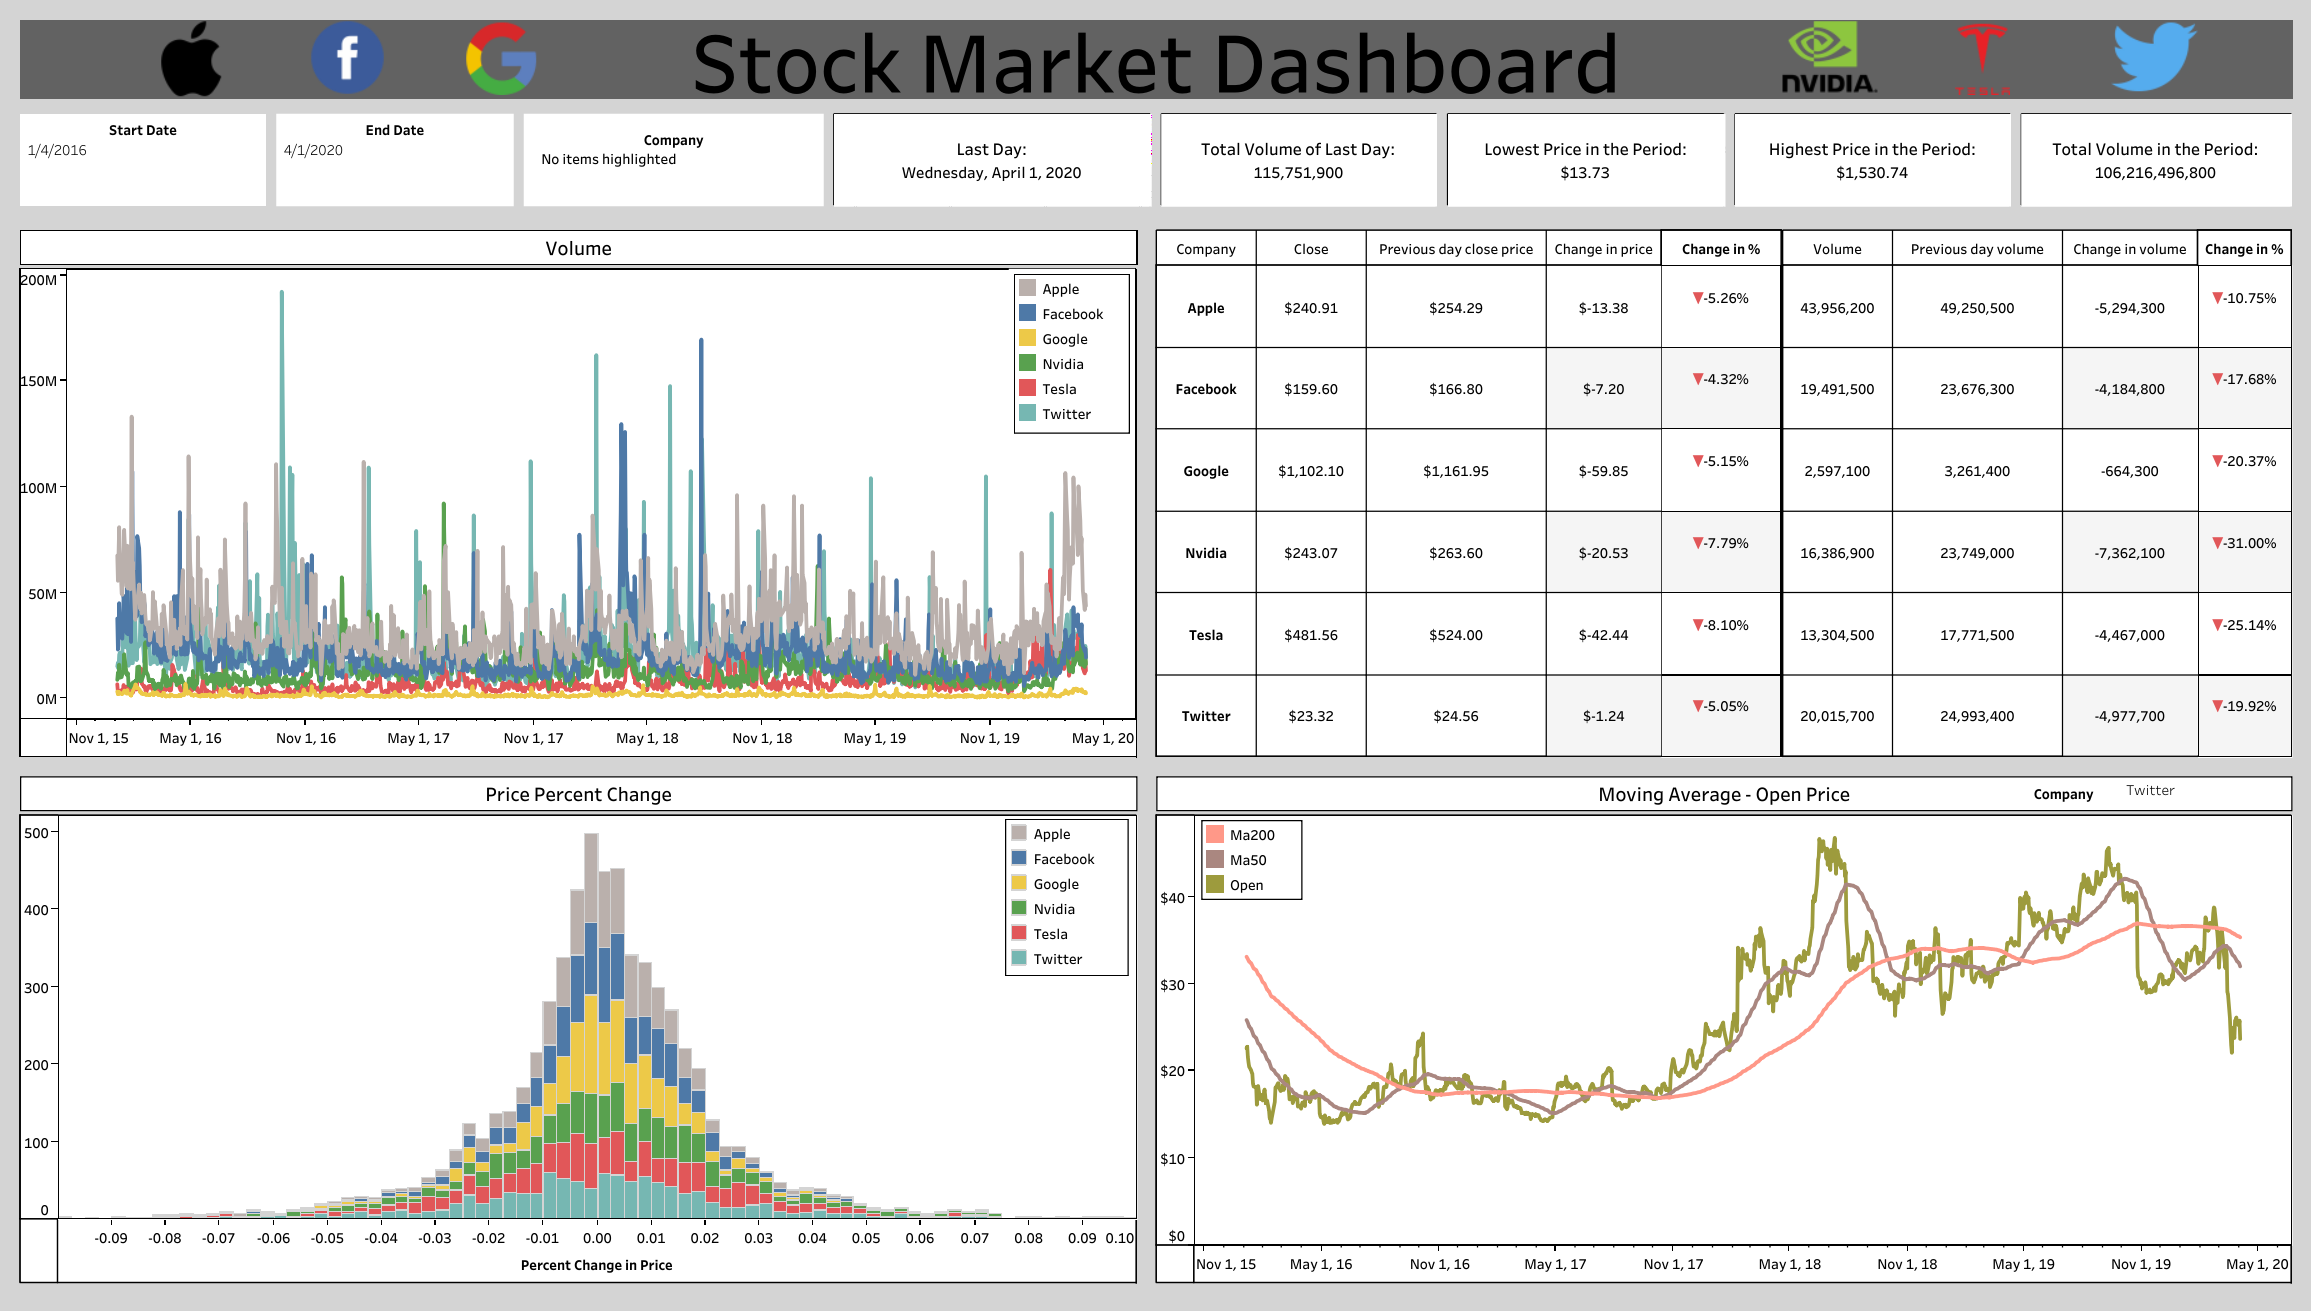 Stock Market Dashboard
NVIDIA.
TESLA
Start Date
1/4/2016
End Date
4/1/2020
Company
No items highlighted
Last Day:
Wednesday, April 1, 2020
Total Volume of Last Day:
115,751,900
Lowest Price in the Period:
$13.73
Highest Price in the Period:
$1,530.74
Total Volume in the Period:
106,216,496,800
Volume
200M
150M
100M
50M
0M
Apple
Facebook
Google
Nvidia
Tesla
Twitter
Nov 1, 15 May 1, 16 Nov 1, 16 May 1, 17 Nov 1, 17 May 1, 18 Nov 1, 18 May 1, 19 Nov 1, 19 May 1, 20
Company Close Previous day close price Change in price Change in % Volume Previous day volume Change in volume Change in %
Apple $240.91 $254.29 $-13.38 ▼-5.26% 43,956,200 49,250,500 -5,294,300 ▼-10.75%
Facebook $159.60 $166.80 $-7.20 ▼-4.32% 19,491,500 23,676,300 -4,184,800 ▼-17.68%
Google $1,102.10 $1,161.95 $-59.85 ▼-5.15% 2,597,100 3,261,400 -664,300 ▼-20.37%
Nvidia $243.07 $263.60 $-20.53 ▼-7.79% 16,386,900 23,749,000 -7,362,100 ▼-31.00%
Tesla $481.56 $524.00 $-42.44 ▼-8.10% 13,304,500 17,771,500 -4,467,000 ▼-25.14%
Twitter $23.32 $24.56 $-1.24 ▼-5.05% 20,015,700 24,993,400 -4,977,700 ▼-19.92%
Price Percent Change
500
400
300
200
100
0
Apple
Facebook
Google
Nvidia
Tesla
Twitter
-0.09 -0.08 -0.07 -0.06 -0.05 -0.04 -0.03 -0.02 -0.01 0.00 0.01 0.02 0.03 0.04 0.05 0.06 0.07 0.08 0.09 0.10
Percent Change in Price
Moving Average - Open Price
Company Twitter
Ma200
Ma50
Open
$40
$30
$20
$10
$0
Nov 1, 15 May 1, 16 Nov 1, 16 May 1, 17 Nov 1, 17 May 1, 18 Nov 1, 18 May 1, 19 Nov 1, 19 May 1, 20